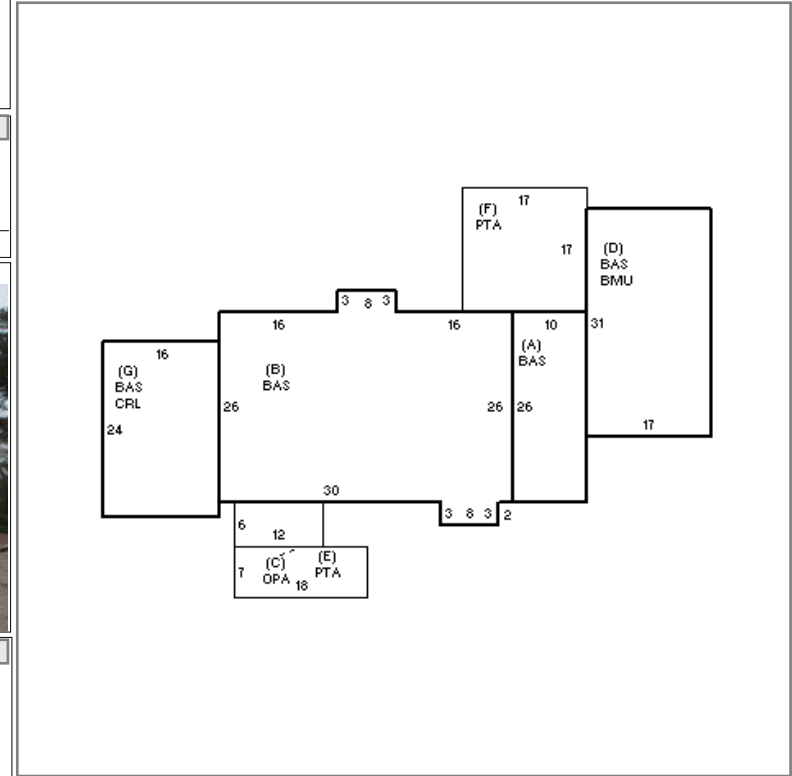 17
(F)
PTA
17
(D)
BAS
BMU
3 8 3
16
16
10
31
(A)
BAS
16
(G)
BAS
CRL
24
(B)
BAS
26
26
26
17
30
3 8 3
2
6
12
(C)
OPA
(E)
PTA
7
18